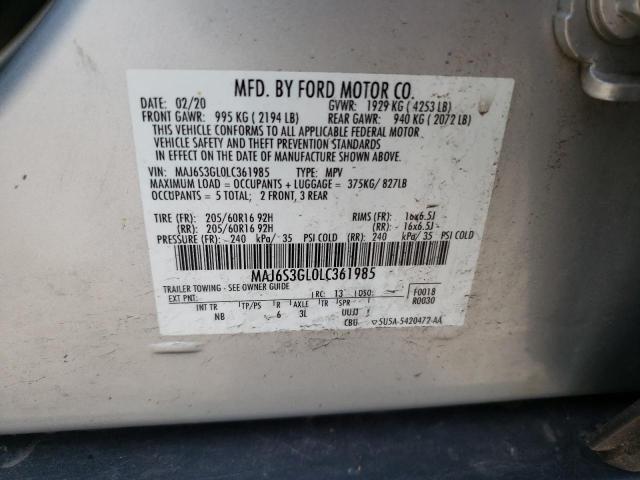 MFD. BY FORD MOTOR CO.
DATE: 02/20 GVWR: 1929 KG ( 4253 LB)
FRONT GAWR: 995 KG ( 2194 LB) REAR GAWR: 940 KG ( 2072 LB)
THIS VEHICLE CONFORMS TO ALL APPLICABLE FEDERAL MOTOR
VEHICLE SAFETY AND THEFT PREVENTION STANDARDS
IN EFFECT ON THE DATE OF MANUFACTURE SHOWN ABOVE.
VIN: MAJ6S3GL0LC361985 TYPE: MPV
MAXIMUM LOAD = OCCUPANTS + LUGGAGE = 375KG/ 827LB
OCCUPANTS = 5 TOTAL; 2 FRONT, 3 REAR
TIRE (FR): 205/60R16 92H RIMS (FR): 16x6.5J
(RR): 205/60R16 92H (RR): 16x6.5J
PRESSURE (FR) = 240 kPa/ 35 PSI COLD (RR) 240 kPa/ 35 PSI COLD
MAJ6S3GL0LC361985
TRAILER TOWING - SEE OWNER GUIDE F0018
EXT PNT: RC: 13 DSO: R0030
INT TR TP/PS R AXLE TR SPR
NB 6 3L UUJJ
CBU 5U5A-5420472-AA